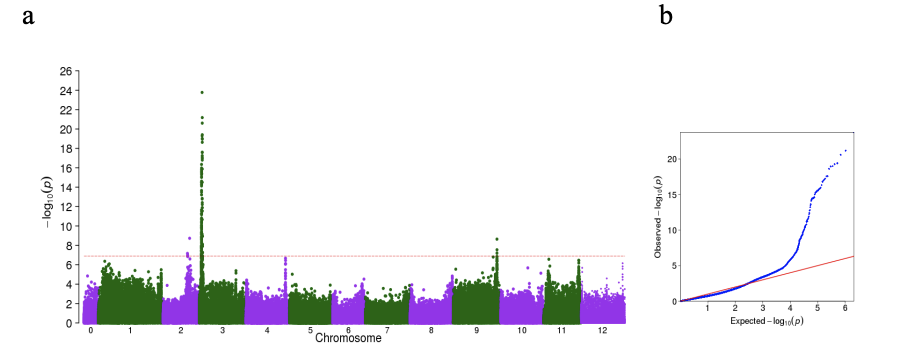 a
b
26
24
22
20
18
16
14
12
10
8
6
4
2
0
−log10(p)
0 1 2 3 4 5 6 7 8 9 10 11 12
Chromosome
20
15
10
5
0
Observed −log10(p)
1 2 3 4 5 6
Expected −log10(p)